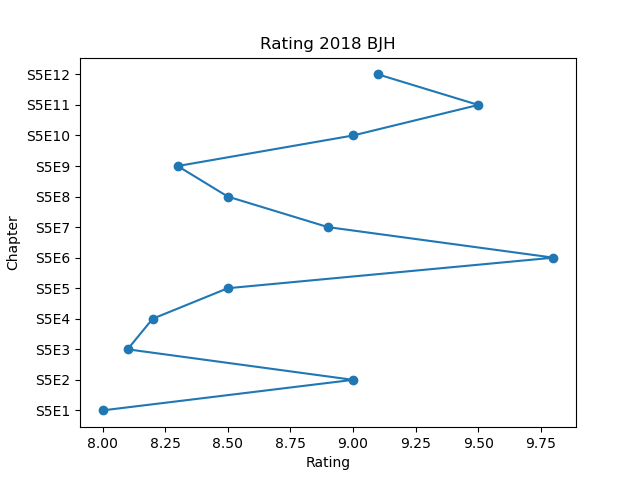 Rating 2018 BJH
Chapter
S5E12
S5E11
S5E10
S5E9
S5E8
S5E7
S5E6
S5E5
S5E4
S5E3
S5E2
S5E1
8.00 8.25 8.50 8.75 9.00 9.25 9.50 9.75
Rating